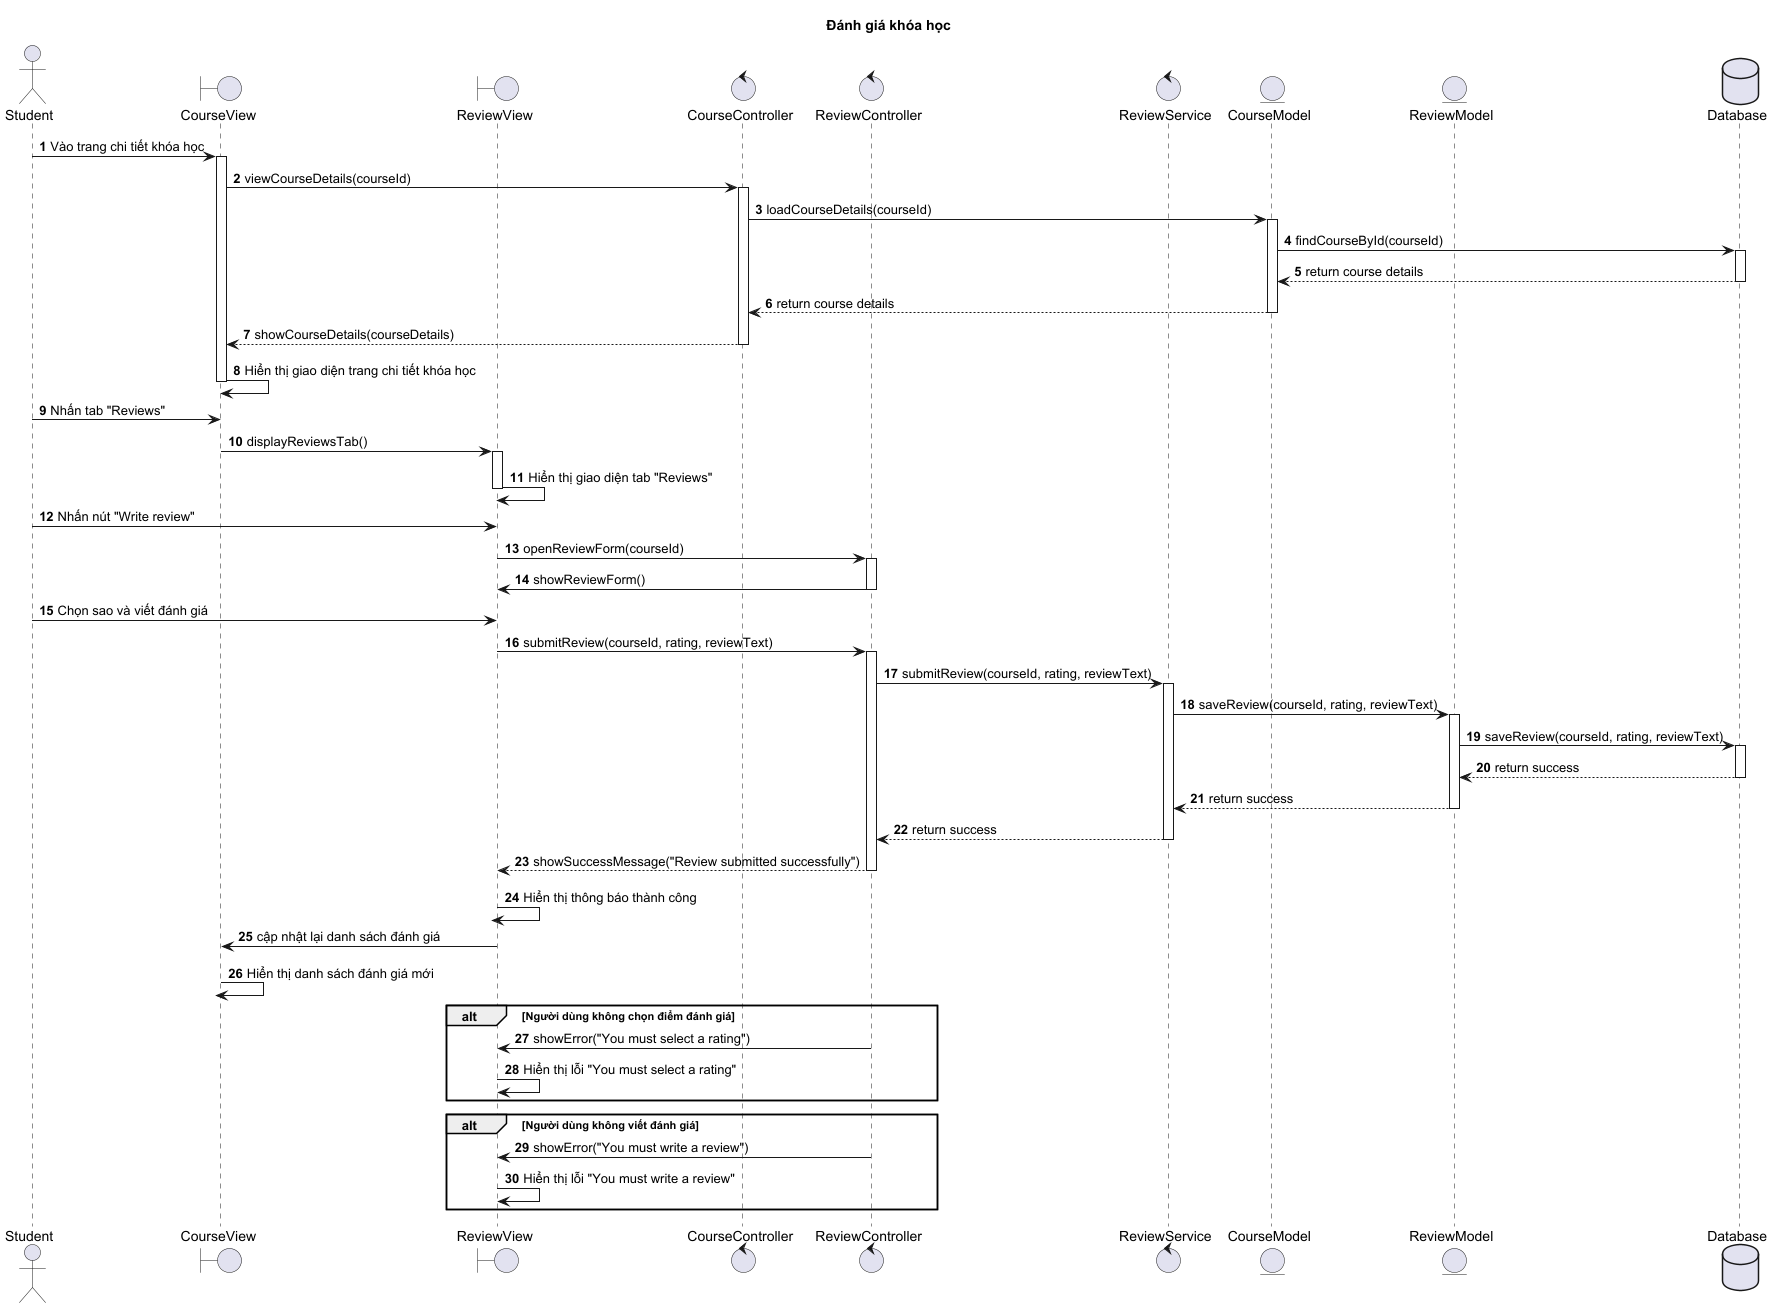 Đánh giá khóa học
Student
CourseView
ReviewView
CourseController
ReviewController
ReviewService
CourseModel
ReviewModel
Database
1 Vào trang chi tiết khóa học
2 viewCourseDetails(courseId)
3 loadCourseDetails(courseId)
4 findCourseById(courseId)
5 return course details
6 return course details
7 showCourseDetails(courseDetails)
8 Hiển thị giao diện trang chi tiết khóa học
9 Nhấn tab "Reviews"
10 displayReviewsTab()
11 Hiển thị giao diện tab "Reviews"
12 Nhấn nút "Write review"
13 openReviewForm(courseId)
14 showReviewForm()
15 Chọn sao và viết đánh giá
16 submitReview(courseId, rating, reviewText)
17 submitReview(courseId, rating, reviewText)
18 saveReview(courseId, rating, reviewText)
19 saveReview(courseId, rating, reviewText)
20 return success
21 return success
22 return success
23 showSuccessMessage("Review submitted successfully")
24 Hiển thị thông báo thành công
25 cập nhật lại danh sách đánh giá
26 Hiển thị danh sách đánh giá mới
alt [Người dùng không chọn điểm đánh giá]
27 showError("You must select a rating")
28 Hiển thị lỗi "You must select a rating"
alt [Người dùng không viết đánh giá]
29 showError("You must write a review")
30 Hiển thị lỗi "You must write a review"
Student
CourseView
ReviewView
CourseController
ReviewController
ReviewService
CourseModel
ReviewModel
Database